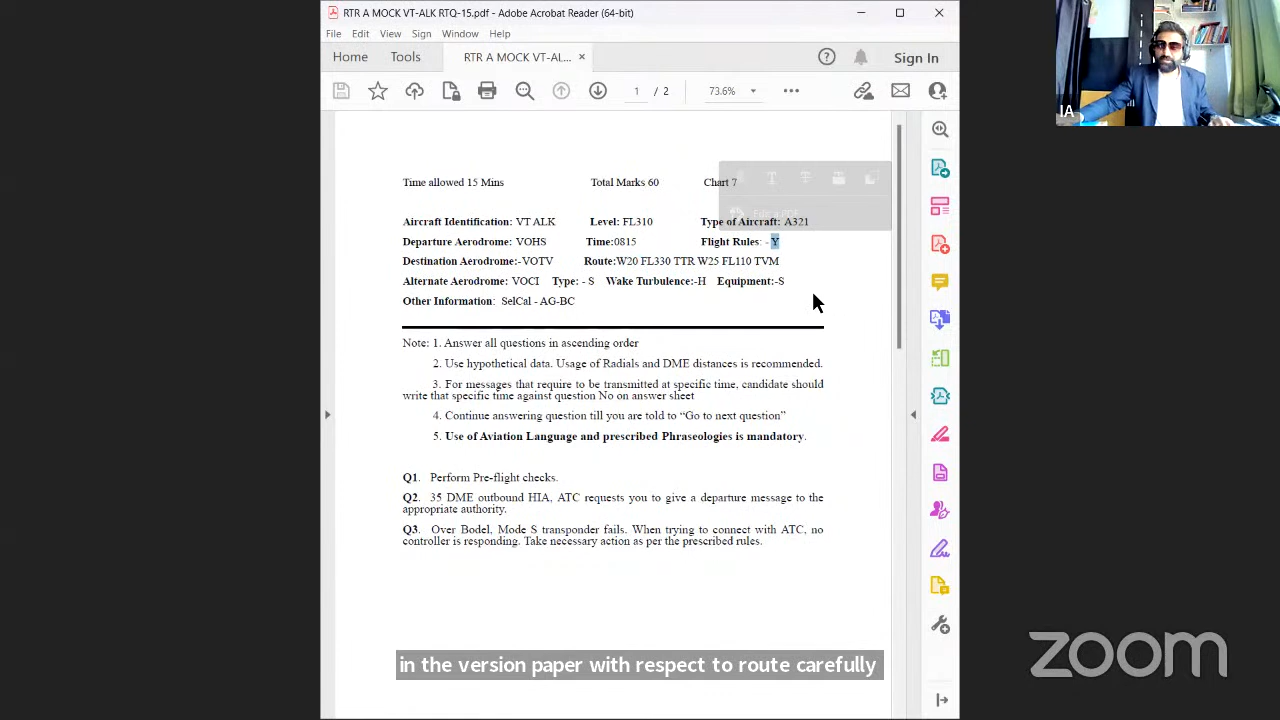 RTR A MOCK VT-ALK RTQ-15.pdf - Adobe Acrobat Reader (64-bit)
File Edit View Sign Window Help
Home Tools RTR A MOCK VT-AL... × Sign In
1 / 2 73.6%
IA
Time allowed 15 Mins Total Marks 60 Chart 7
Aircraft Identification: VT ALK Level: FL310 Type of Aircraft: A321
Departure Aerodrome: VOHS Time:0815 Flight Rules: - Y
Destination Aerodrome:-VOTV Route:W20 FL330 TTR W25 FL110 TVM
Alternate Aerodrome: VOCI Type: - S Wake Turbulence:-H Equipment:-S
Other Information: SelCal - AG-BC
Note: 1. Answer all questions in ascending order
2. Use hypothetical data. Usage of Radials and DME distances is recommended.
3. For messages that require to be transmitted at specific time, candidate should
write that specific time against question No on answer sheet
4. Continue answering question till you are told to “Go to next question”
5. Use of Aviation Language and prescribed Phraseologies is mandatory.
Q1. Perform Pre-flight checks.
Q2. 35 DME outbound HIA, ATC requests you to give a departure message to the
appropriate authority.
Q3. Over Bodel, Mode S transponder fails. When trying to connect with ATC, no
controller is responding. Take necessary action as per the prescribed rules.
in the version paper with respect to route carefully
zoom